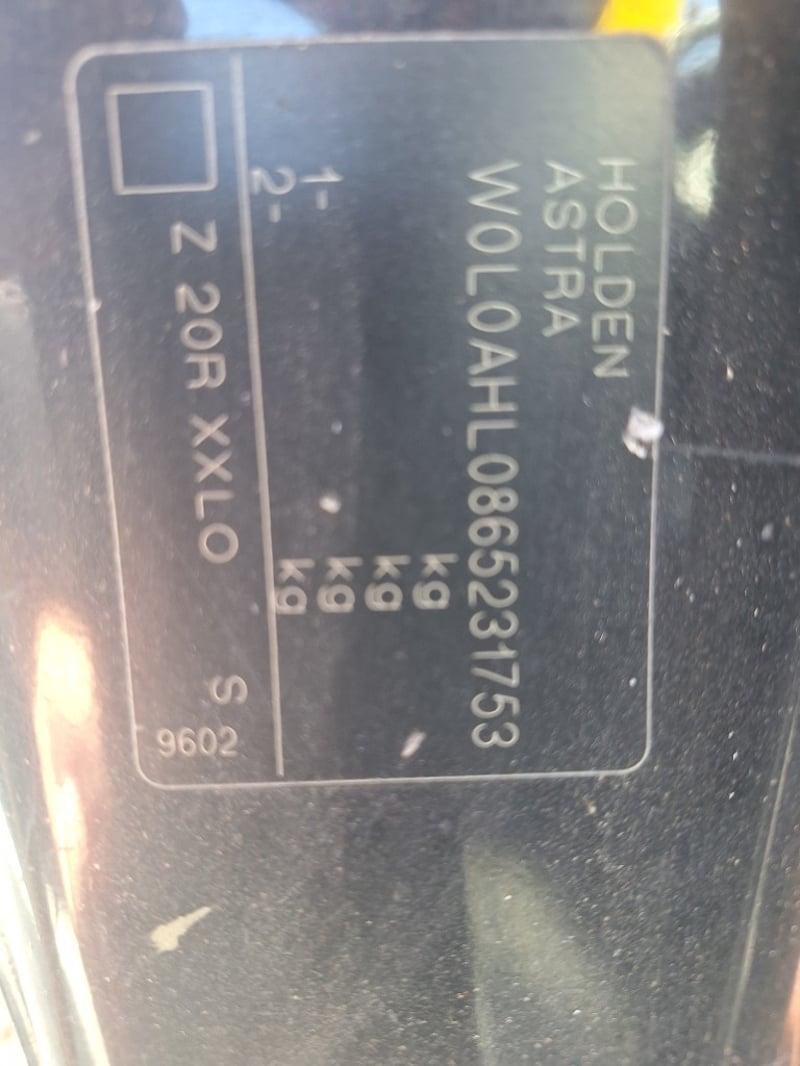 HOLDEN
ASTRA
W0L0AHL0865231753
kg
kg
1- kg
2- kg
Z 20R XXLO S
9602